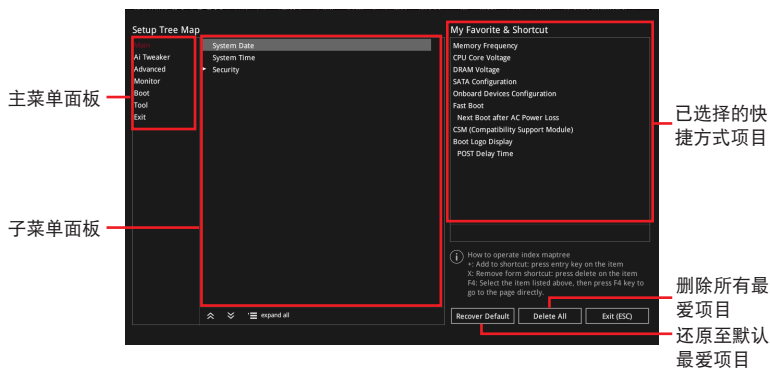 Setup Tree Map
Main
Ai Tweaker
Advanced
Monitor
Boot
Tool
Exit
System Date
System Time
Security
expand all
My Favorite & Shortcut
Memory Frequency
CPU Core Voltage
DRAM Voltage
SATA Configuration
Onboard Devices Configuration
Fast Boot
Next Boot after AC Power Loss
CSM (Compatibility Support Module)
Boot Logo Display
POST Delay Time
How to operate index maptree
+: Add to shortcut: press entry key on the item
X: Remove form shortcut: press delete on the item
F4: Select the item listed above, then press F4 key to
go to the page directly.
Recover Default
Delete All
Exit (ESC)
主菜单面板
子菜单面板
已选择的快
捷方式项目
删除所有最
爱项目
还原至默认
最爱项目